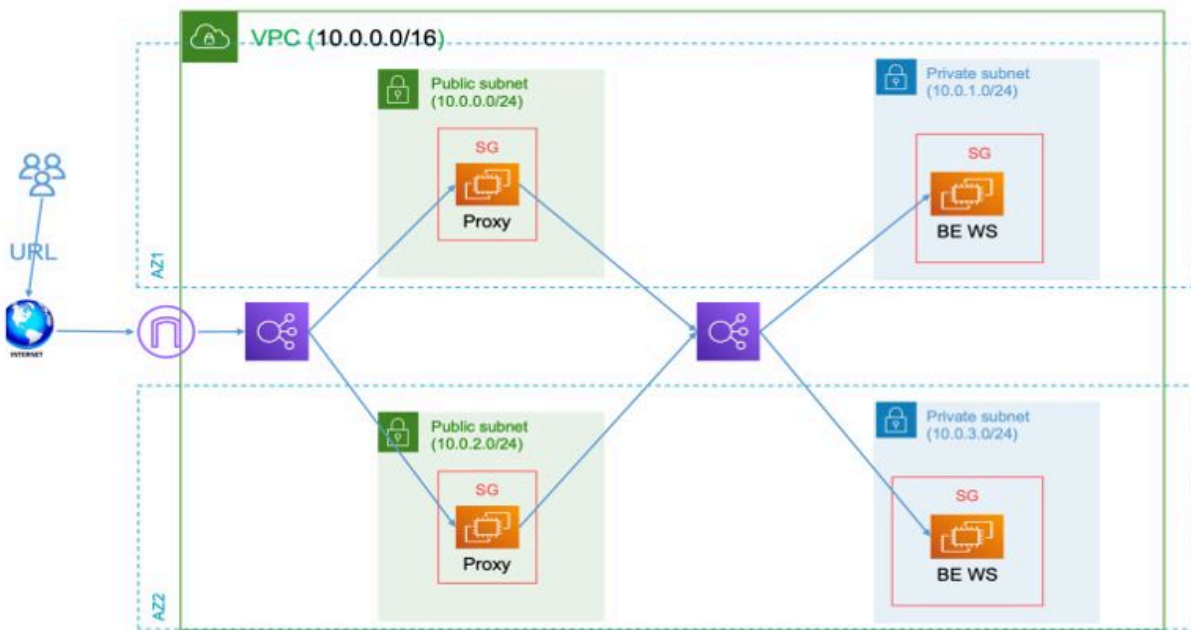 VPC (10.0.0.0/16)
Public subnet
(10.0.0.0/24)
SG
Proxy
Private subnet
(10.0.1.0/24)
SG
BE WS
AZ1
URL
INTERNET
Public subnet
(10.0.2.0/24)
SG
Proxy
Private subnet
(10.0.3.0/24)
SG
BE WS
AZ2